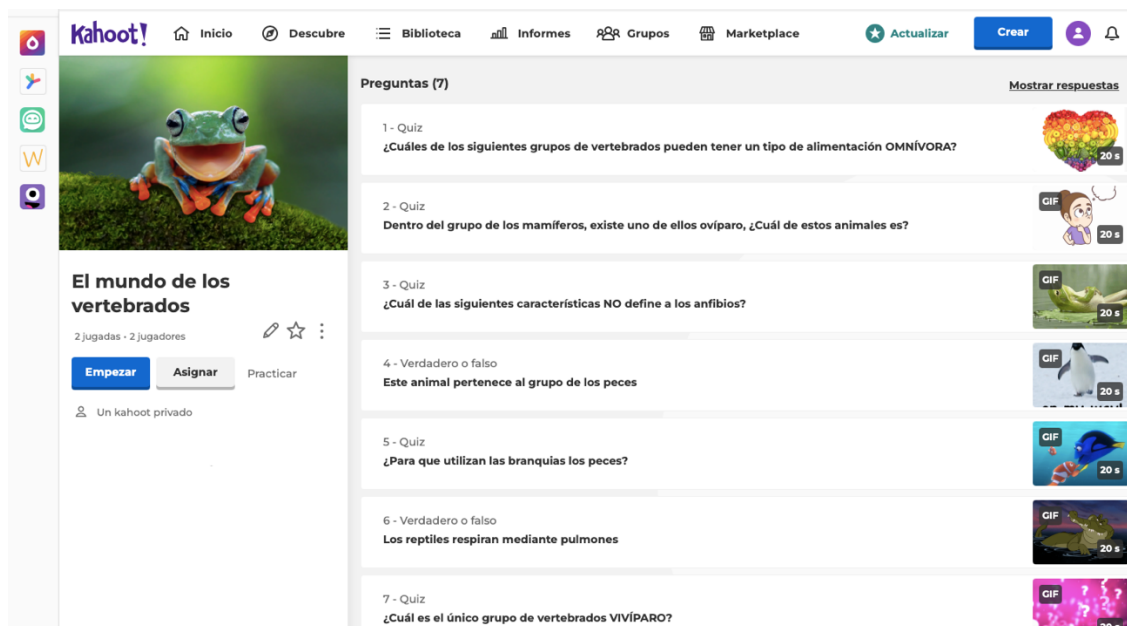 Kahoot!
Inicio
Descubre
Biblioteca
Informes
Grupos
Marketplace
Actualizar
Crear
W
El mundo de los
vertebrados
2 jugadas · 2 jugadores
Empezar
Asignar
Practicar
Un kahoot privado
Preguntas (7)
Mostrar respuestas
1 - Quiz
¿Cuáles de los siguientes grupos de vertebrados pueden tener un tipo de alimentación OMNÍVORA?
20 s
2 - Quiz
Dentro del grupo de los mamíferos, existe uno de ellos ovíparo, ¿Cuál de estos animales es?
GIF
20 s
3 - Quiz
¿Cuál de las siguientes características NO define a los anfibios?
GIF
20 s
4 - Verdadero o falso
Este animal pertenece al grupo de los peces
GIF
20 s
5 - Quiz
¿Para que utilizan las branquias los peces?
GIF
20 s
6 - Verdadero o falso
Los reptiles respiran mediante pulmones
GIF
20 s
7 - Quiz
¿Cuál es el único grupo de vertebrados VIVÍPARO?
GIF
20 s